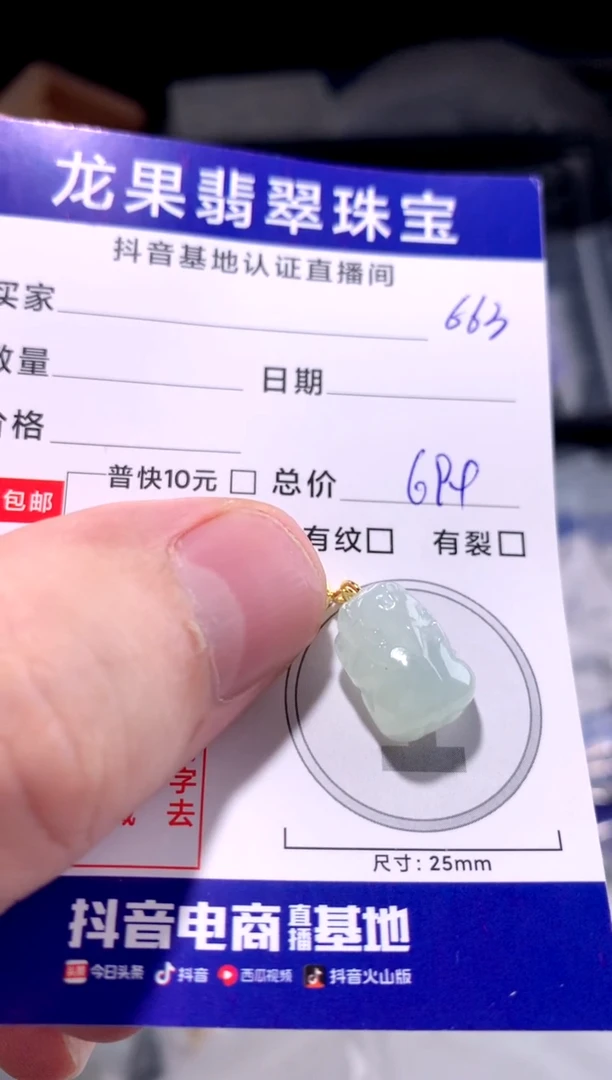 龙果翡翠珠宝
抖音基地认证直播间
买家 663
数量 日期
价格
包邮 普快10元 □ 总价
有纹□ 有裂□
字
去
尺寸：25mm
抖音电商直播基地
今日头条 抖音 西瓜视频 抖音火山版